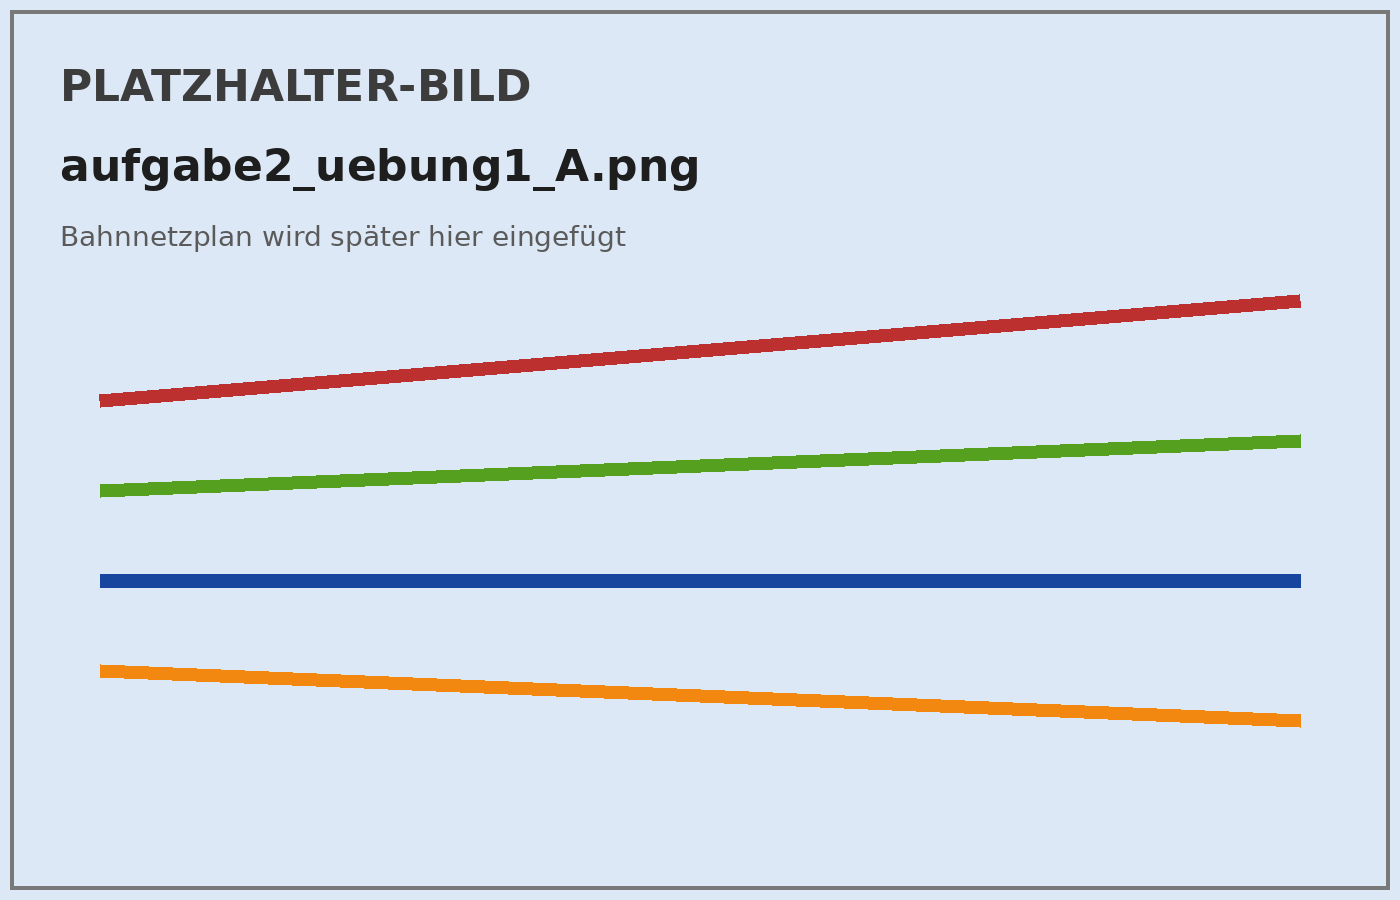 PLATZHALTER-BILD
aufgabe2_uebung1_A.png
Bahnnetzplan wird später hier eingefügt